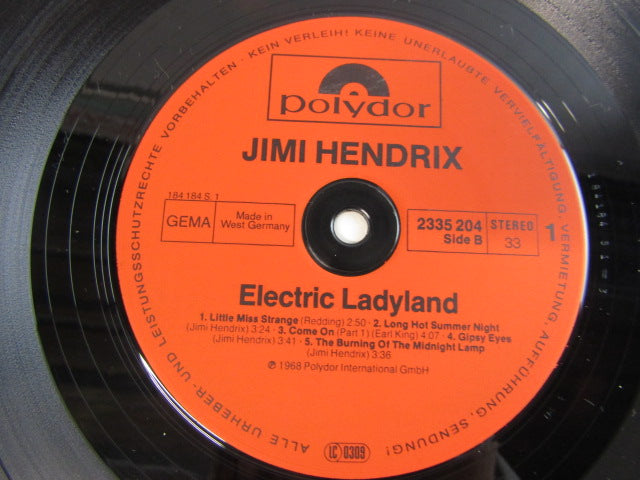 ALLE URHEBER- UND LEISTUNGSSCHUTZRECHTE VORBEHALTEN · KEIN VERLEIH! KEINE UNERLAUBTE VERVIELFÄLTIGUNG, VERMIETUNG, AUFFÜHRUNG, SENDUNG!
polydor
JIMI HENDRIX
184 184 S. 1
GEMA
Made in
West Germany
2335 204
Side B
STEREO
33
1
Electric Ladyland
1. Little Miss Strange (Redding) 2:50 · 2. Long Hot Summer Night
(Jimi Hendrix) 3:24 · 3. Come On (Part 1) (Earl King) 4:07 · 4. Gipsy Eyes
(Jimi Hendrix) 3:41 · 5. The Burning Of The Midnight Lamp
(Jimi Hendrix) 3:36
Ⓟ 1968 Polydor International GmbH
LC 0309